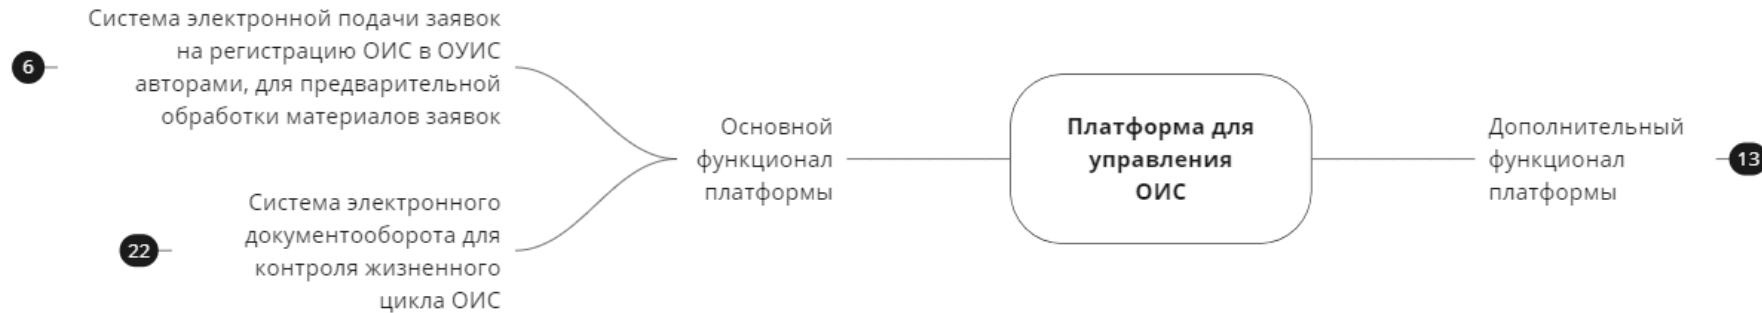 Система электронной подачи заявок
на регистрацию ОИС в ОУИС
авторами, для предварительной
обработки материалов заявок
6
Система электронного
документооборота для
контроля жизненного
цикла ОИС
22
Основной
функционал
платформы
Платформа для
управления
ОИС
Дополнительный
функционал
платформы
13